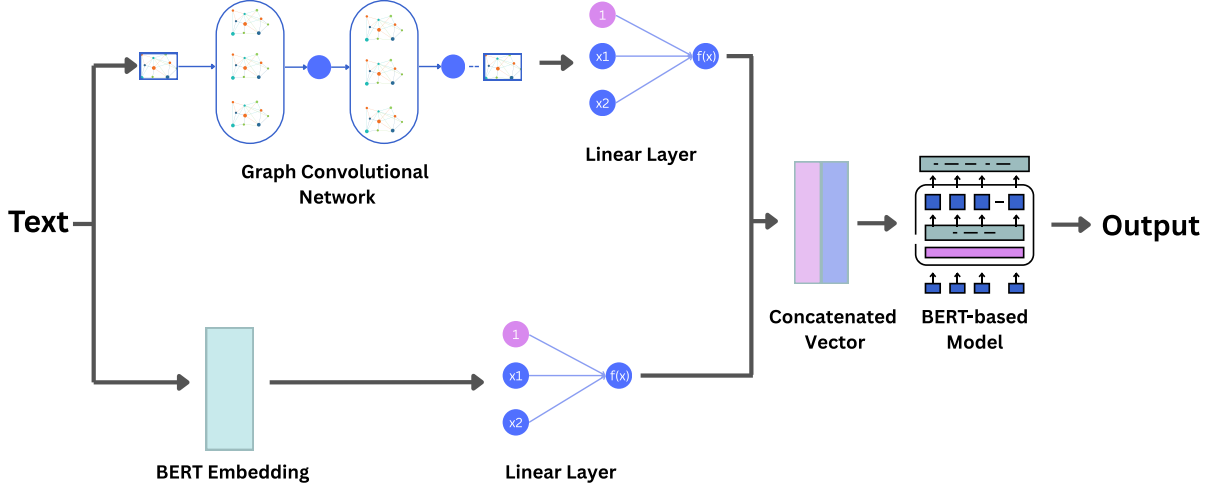 1
x1
f(x)
x2
Linear Layer
Graph Convolutional
Network
Text
Concatenated
Vector
BERT-based
Model
Output
1
x1
f(x)
x2
BERT Embedding
Linear Layer